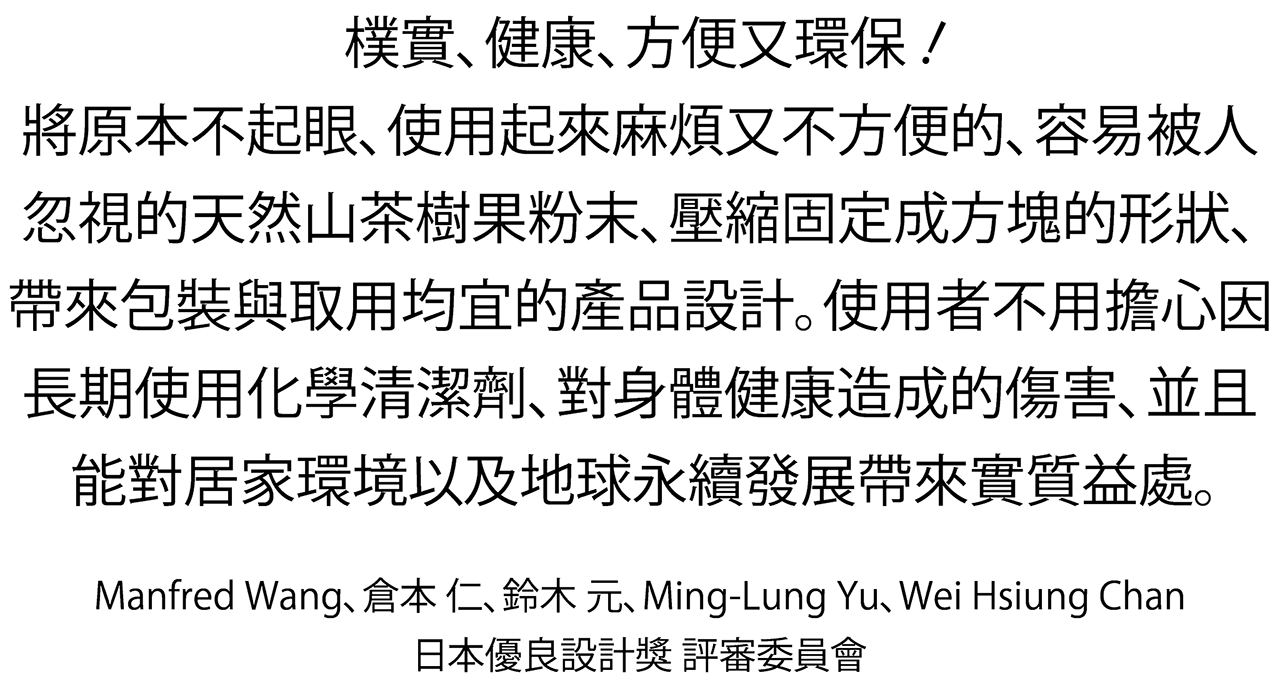 樸實、健康、方便又環保！
將原本不起眼、使用起來麻煩又不方便的、容易被人
忽視的天然山茶樹果粉末、壓縮固定成方塊的形狀、
帶來包裝與取用均宜的產品設計。使用者不用擔心因
長期使用化學清潔劑、對身體健康造成的傷害、並且
能對居家環境以及地球永續發展帶來實質益處。
Manfred Wang、倉本 仁、鈴木 元、Ming-Lung Yu、Wei Hsiung Chan
日本優良設計獎 評審委員會